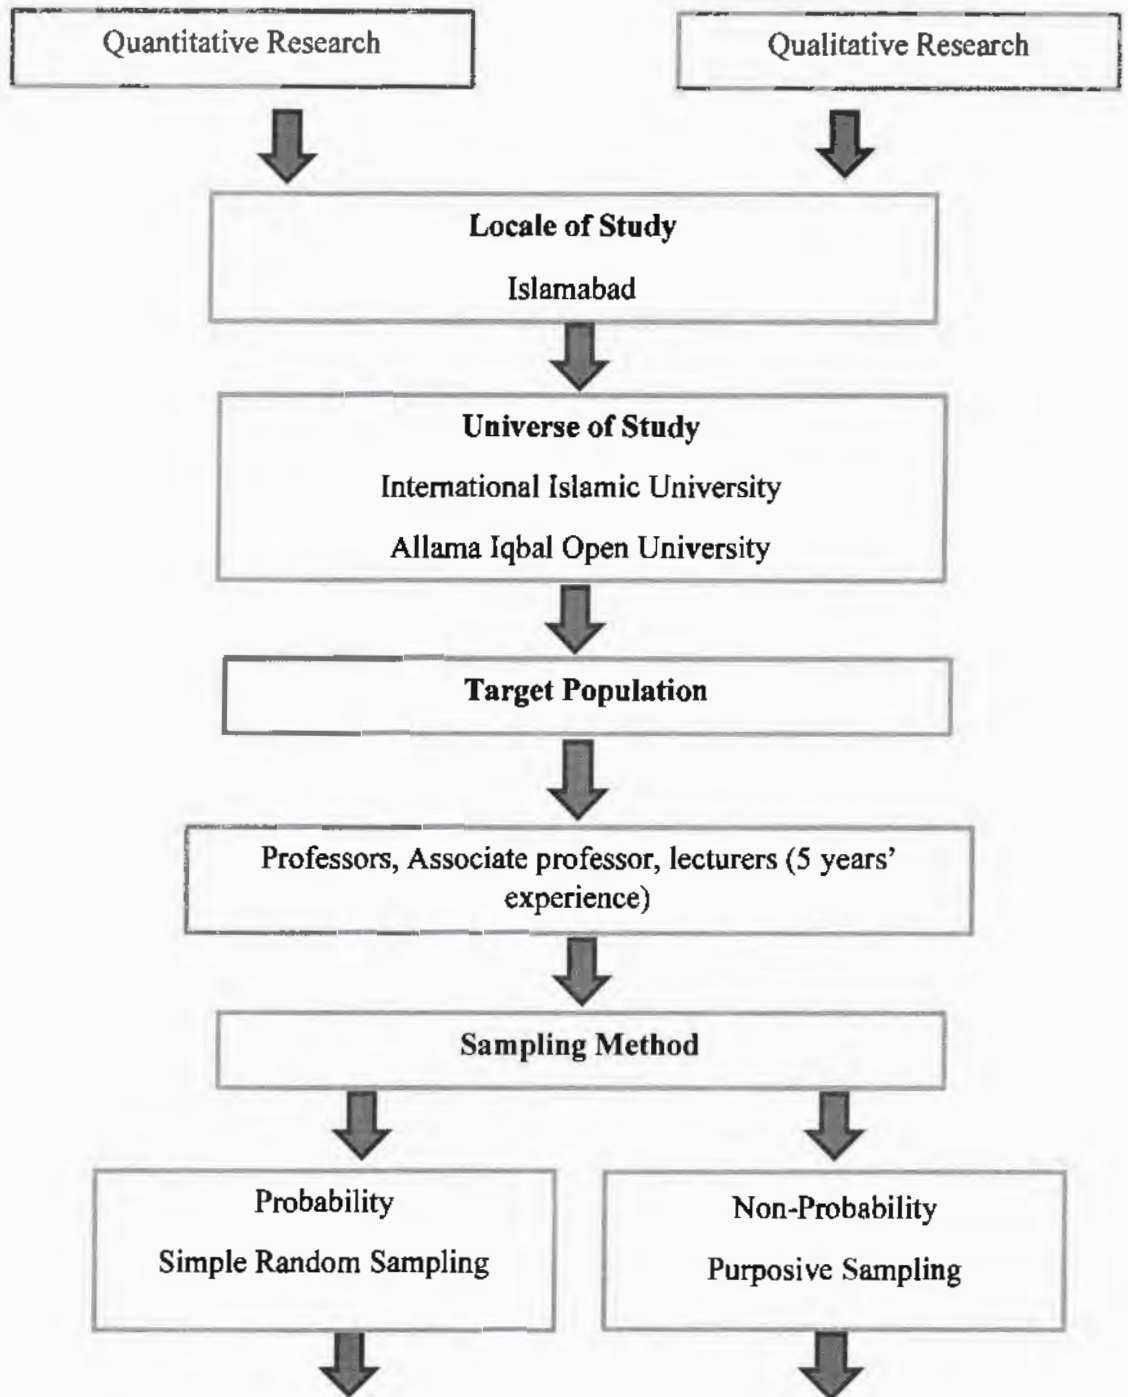 Quantitative Research
Qualitative Research
Locale of Study
Islamabad
Universe of Study
International Islamic University
Allama Iqbal Open University
Target Population
Professors, Associate professor, lecturers (5 years’
experience)
Sampling Method
Probability
Simple Random Sampling
Non-Probability
Purposive Sampling